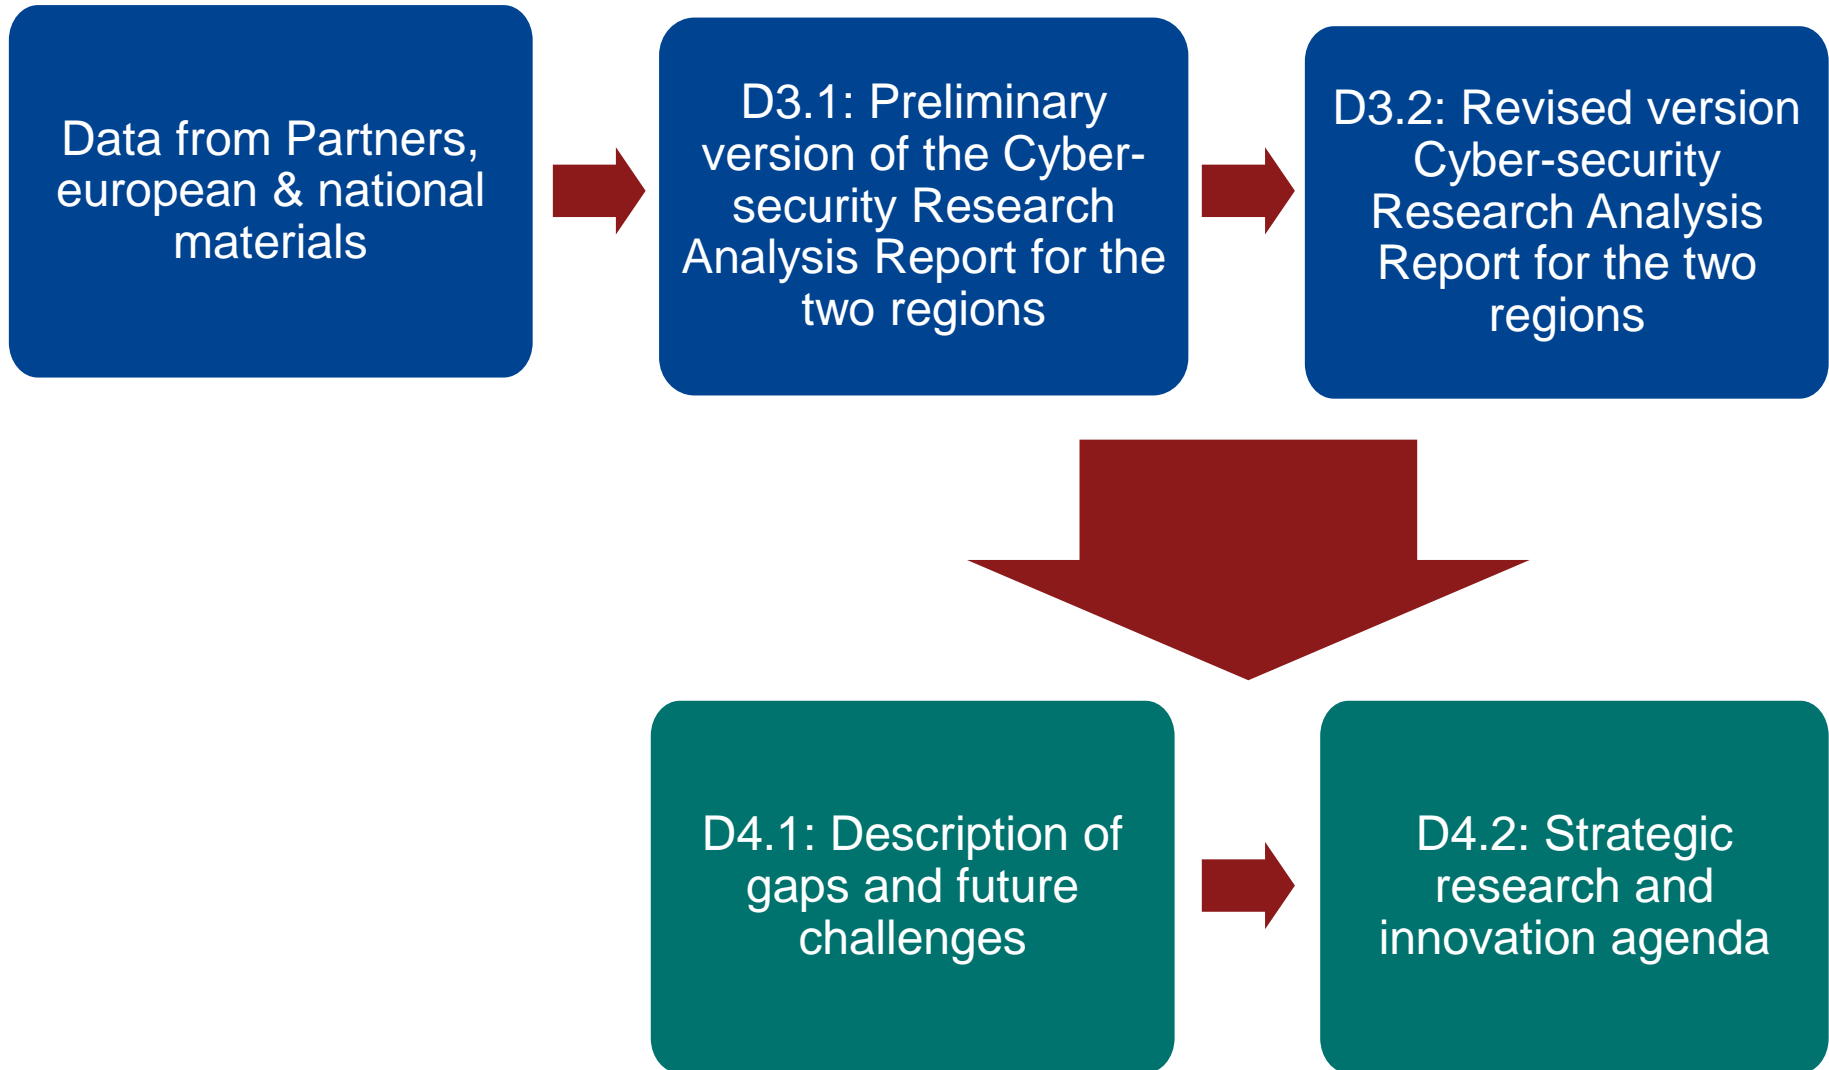 Data from Partners,
european & national
materials
D3.1: Preliminary
version of the Cyber-
security Research
Analysis Report for the
two regions
D3.2: Revised version
Cyber-security
Research Analysis
Report for the two
regions
D4.1: Description of
gaps and future
challenges
D4.2: Strategic
research and
innovation agenda